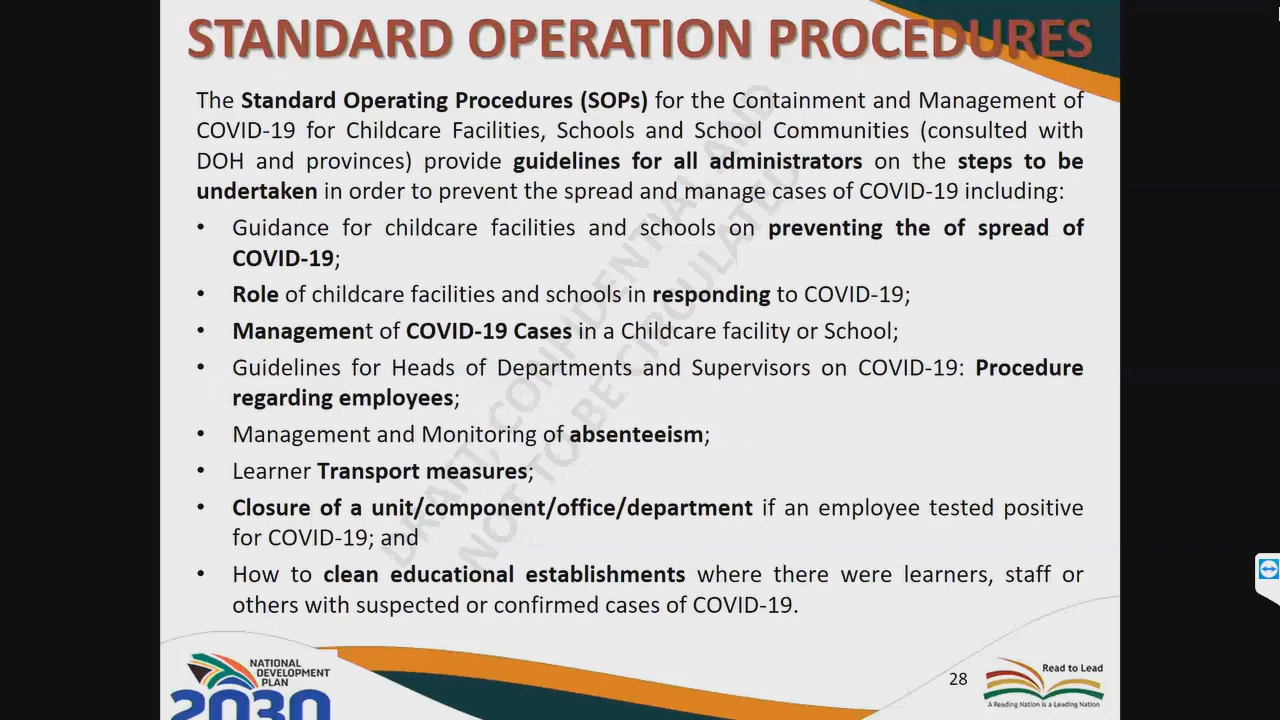 STANDARD OPERATION PROCEDURES
The Standard Operating Procedures (SOPs) for the Containment and Management of
COVID-19 for Childcare Facilities, Schools and School Communities (consulted with
DOH and provinces) provide guidelines for all administrators on the steps to be
undertaken in order to prevent the spread and manage cases of COVID-19 including:
• Guidance for childcare facilities and schools on preventing the of spread of
COVID-19;
• Role of childcare facilities and schools in responding to COVID-19;
• Management of COVID-19 Cases in a Childcare facility or School;
• Guidelines for Heads of Departments and Supervisors on COVID-19: Procedure
regarding employees;
• Management and Monitoring of absenteeism;
• Learner Transport measures;
• Closure of a unit/component/office/department if an employee tested positive
for COVID-19; and
• How to clean educational establishments where there were learners, staff or
others with suspected or confirmed cases of COVID-19.
DRAFT, CONFIDENTIAL AND
NOT TO BE CIRCULATED
NATIONAL
DEVELOPMENT
PLAN
2030
28
Read to Lead
A Reading Nation is a Leading Nation